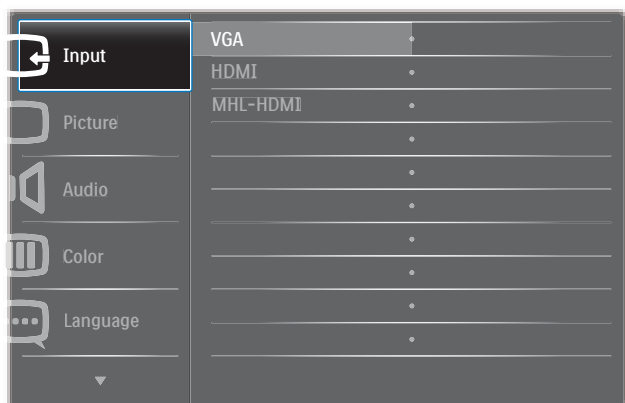 Input
Picture
Audio
Color
Language
VGA
HDMI
MHL-HDMI